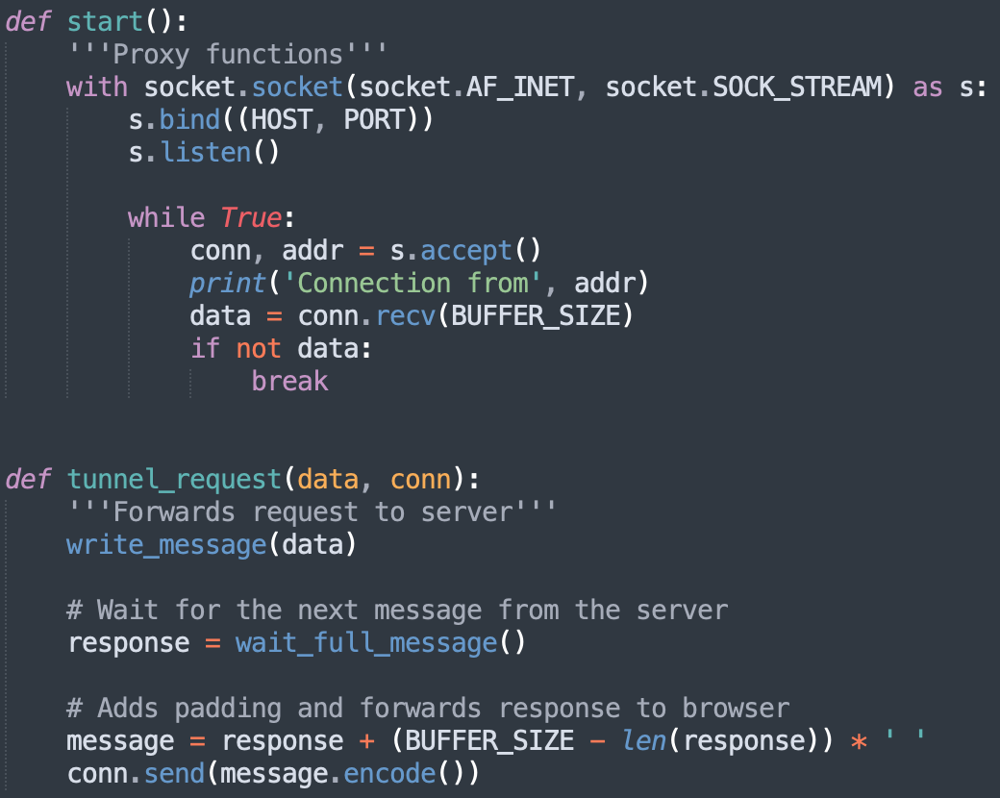 def start():
    '''Proxy functions'''
    with socket.socket(socket.AF_INET, socket.SOCK_STREAM) as s:
        s.bind((HOST, PORT))
        s.listen()

        while True:
            conn, addr = s.accept()
            print('Connection from', addr)
            data = conn.recv(BUFFER_SIZE)
            if not data:
                break


def tunnel_request(data, conn):
    '''Forwards request to server'''
    write_message(data)

    # Wait for the next message from the server
    response = wait_full_message()

    # Adds padding and forwards response to browser
    message = response + (BUFFER_SIZE - len(response)) * ' '
    conn.send(message.encode())